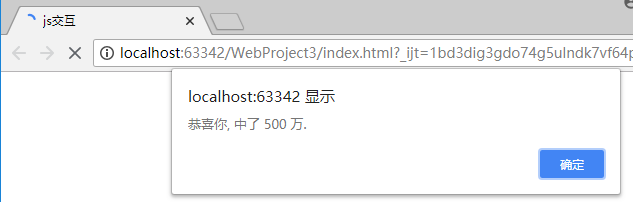 js交互
localhost:63342/WebProject3/index.html?_ijt=1bd3dig3gdo74g5ulndk7vf64p
localhost:63342 显示
恭喜你, 中了 500 万.
确定